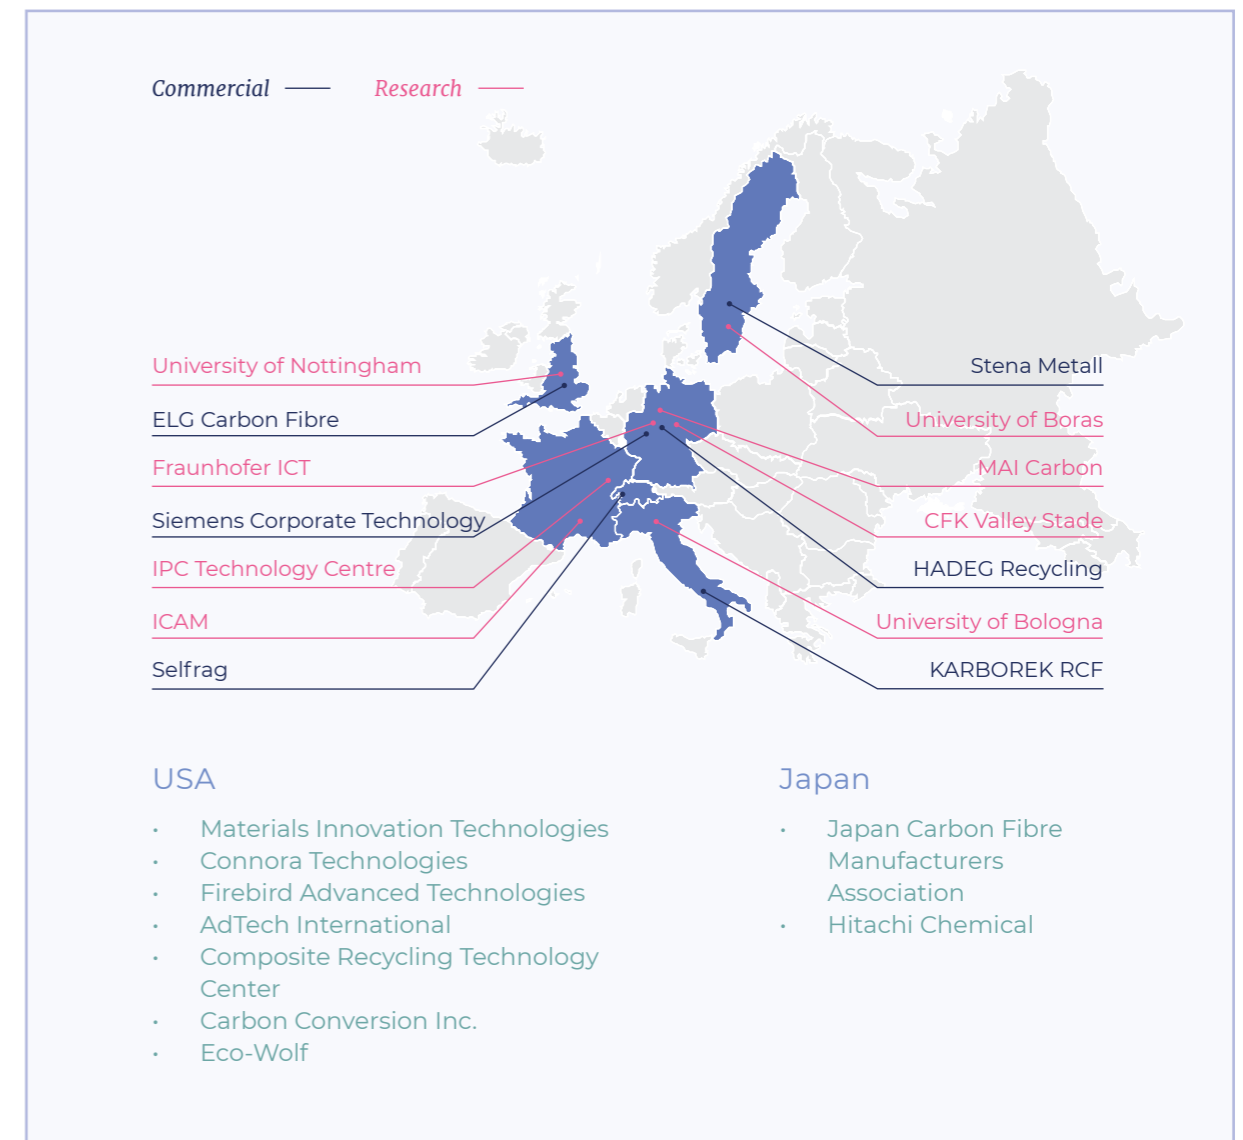 Commercial
Research
University of Nottingham
ELG Carbon Fibre
Fraunhofer ICT
Siemens Corporate Technology
IPC Technology Centre
ICAM
Selfrag
Stena Metall
University of Boras
MAI Carbon
CFK Valley Stade
HADEG Recycling
University of Bologna
KARBOREK RCF
USA
• Materials Innovation Technologies
• Connora Technologies
• Firebird Advanced Technologies
• AdTech International
• Composite Recycling Technology
Center
• Carbon Conversion Inc.
• Eco-Wolf
Japan
• Japan Carbon Fibre
Manufacturers
Association
• Hitachi Chemical